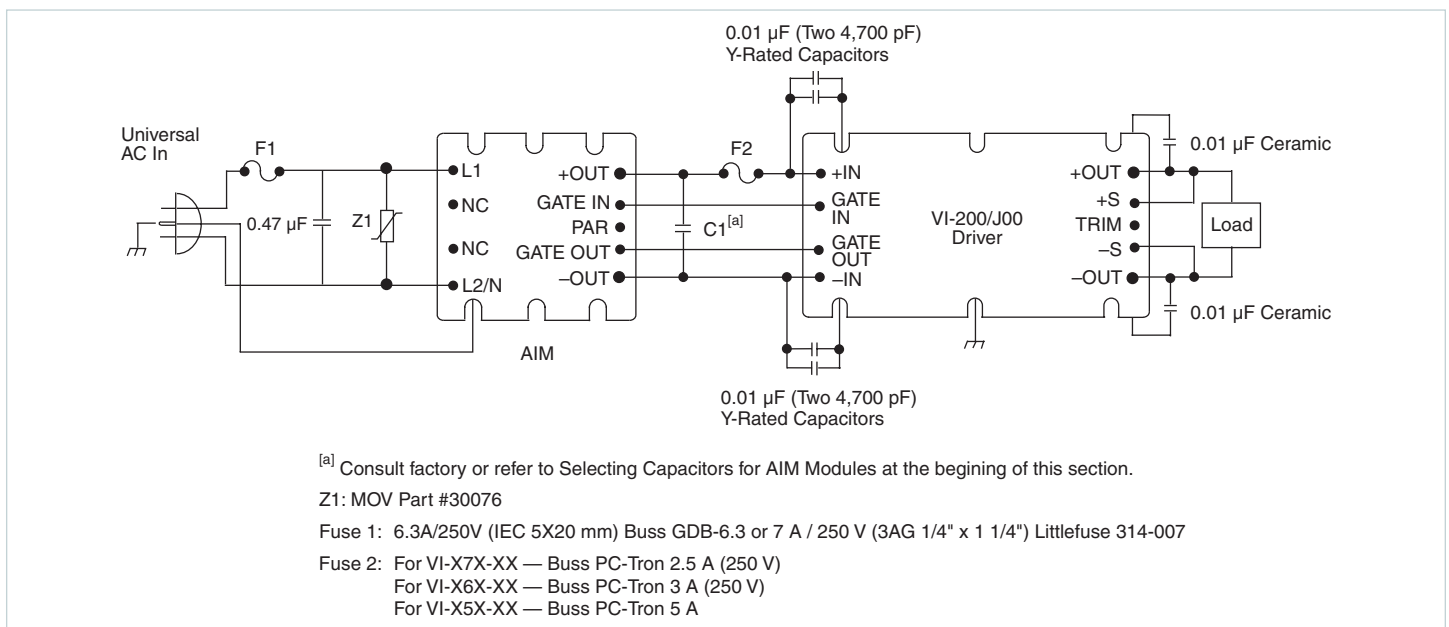 0.01 µF (Two 4,700 pF)
Y-Rated Capacitors
Universal
AC In
F1
0.47 µF
Z1
L1
NC
NC
L2/N
+OUT
GATE IN
PAR
GATE OUT
–OUT
AIM
C1[a]
F2
+IN
GATE
IN
GATE
OUT
–IN
VI-200/J00
Driver
+OUT
+S
TRIM
–S
–OUT
0.01 µF Ceramic
Load
0.01 µF Ceramic
0.01 µF (Two 4,700 pF)
Y-Rated Capacitors
[a] Consult factory or refer to Selecting Capacitors for AIM Modules at the begining of this section.
Z1: MOV Part #30076
Fuse 1: 6.3A/250V (IEC 5X20 mm) Buss GDB-6.3 or 7 A / 250 V (3AG 1/4" x 1 1/4") Littlefuse 314-007
Fuse 2: For VI-X7X-XX — Buss PC-Tron 2.5 A (250 V)
For VI-X6X-XX — Buss PC-Tron 3 A (250 V)
For VI-X5X-XX — Buss PC-Tron 5 A